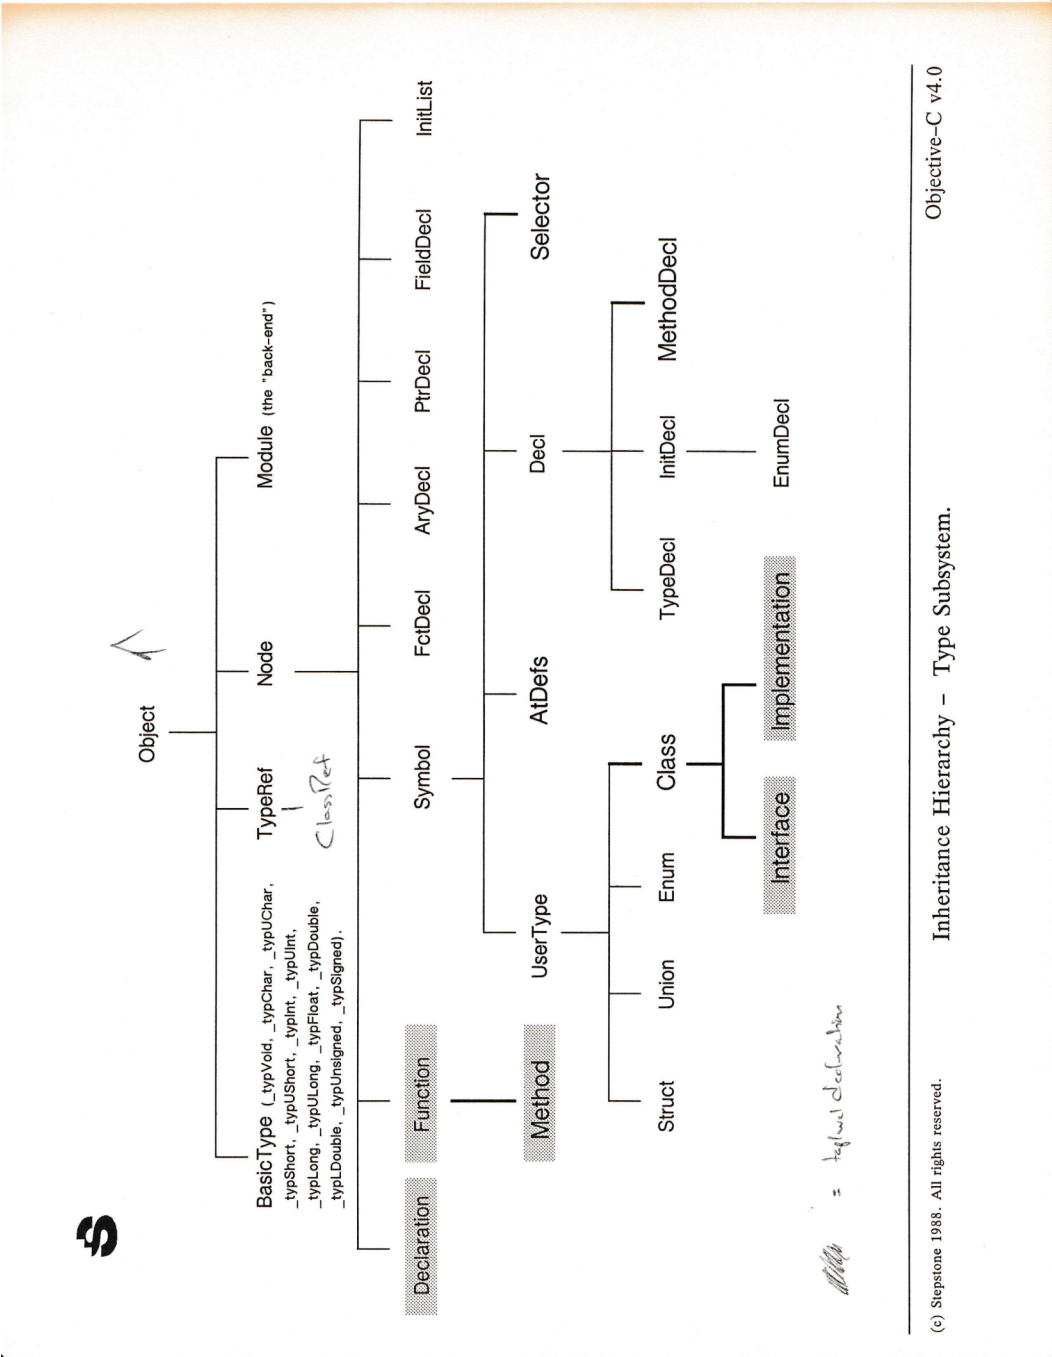 Object
BasicType (_typVoid, _typChar, _typUChar,
_typShort, _typUShort, _typInt, _typUInt,
_typLong, _typULong, _typFloat, _typDouble,
_typLDouble, _typUnsigned, _typSigned).
TypeRef
ClassRef
Node
Module (the "back-end")
Declaration
Function
Symbol
FctDecl
AryDecl
PtrDecl
FieldDecl
InitList
Method
UserType
AtDefs
Decl
Selector
Struct
Union
Enum
Class
TypeDecl
InitDecl
MethodDecl
Interface
Implementation
EnumDecl
= toplevel declarations
(c) Stepstone 1988. All rights reserved.
Inheritance Hierarchy – Type Subsystem.
Objective–C v4.0